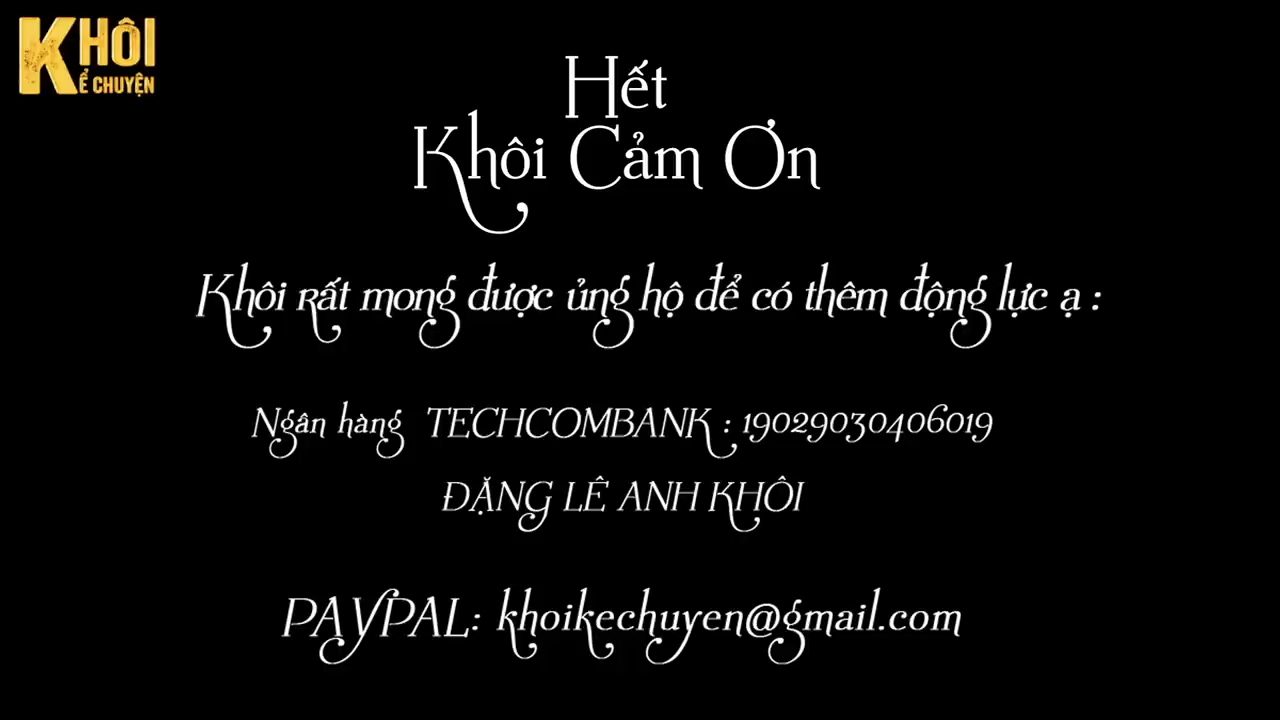 KHÔI
KỂ CHUYỆN
Hết
Khôi Cảm Ơn
Khôi rất mong được ủng hộ để có thêm động lực ạ :
Ngân hàng TECHCOMBANK : 19029030406019
ĐẶNG LÊ ANH KHÔI
PAYPAL: khoikechuyen@gmail.com